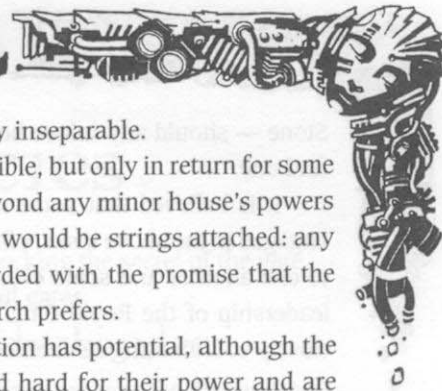 y inseparable.
ible, but only in return for some
yond any minor house's powers
would be strings attached: any
rded with the promise that the
rch prefers.
tion has potential, although the
d hard for their power and are